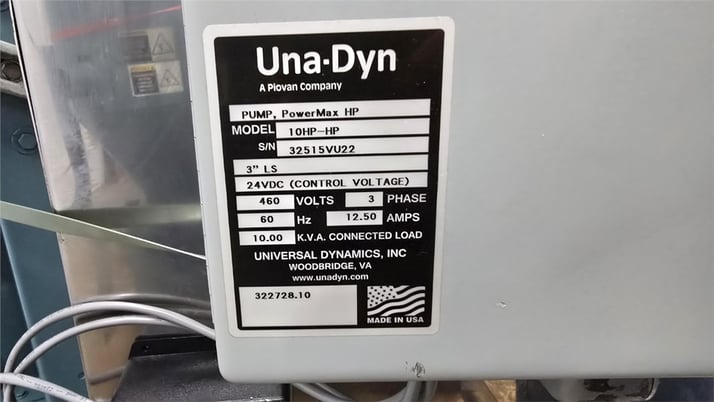 Una-Dyn
A Piovan Company
PUMP, PowerMax HP
MODEL 10HP-HP
S/N 32515VU22
3" LS
24VDC (CONTROL VOLTAGE)
460 VOLTS 3 PHASE
60 Hz 12.50 AMPS
10.00 K.V.A. CONNECTED LOAD
UNIVERSAL DYNAMICS, INC
WOODBRIDGE, VA
www.unadyn.com
322728.10
MADE IN USA